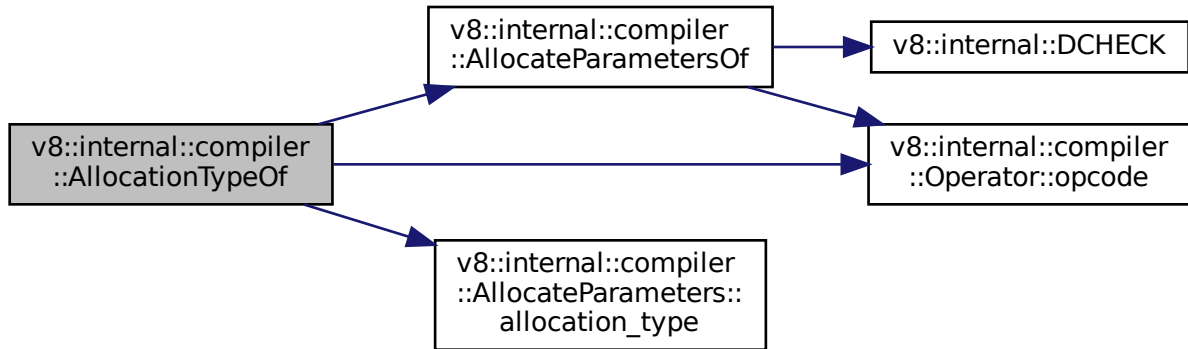 v8::internal::compiler
::AllocateParametersOf
v8::internal::DCHECK
v8::internal::compiler
::AllocationTypeOf
v8::internal::compiler
::Operator::opcode
v8::internal::compiler
::AllocateParameters::
allocation_type